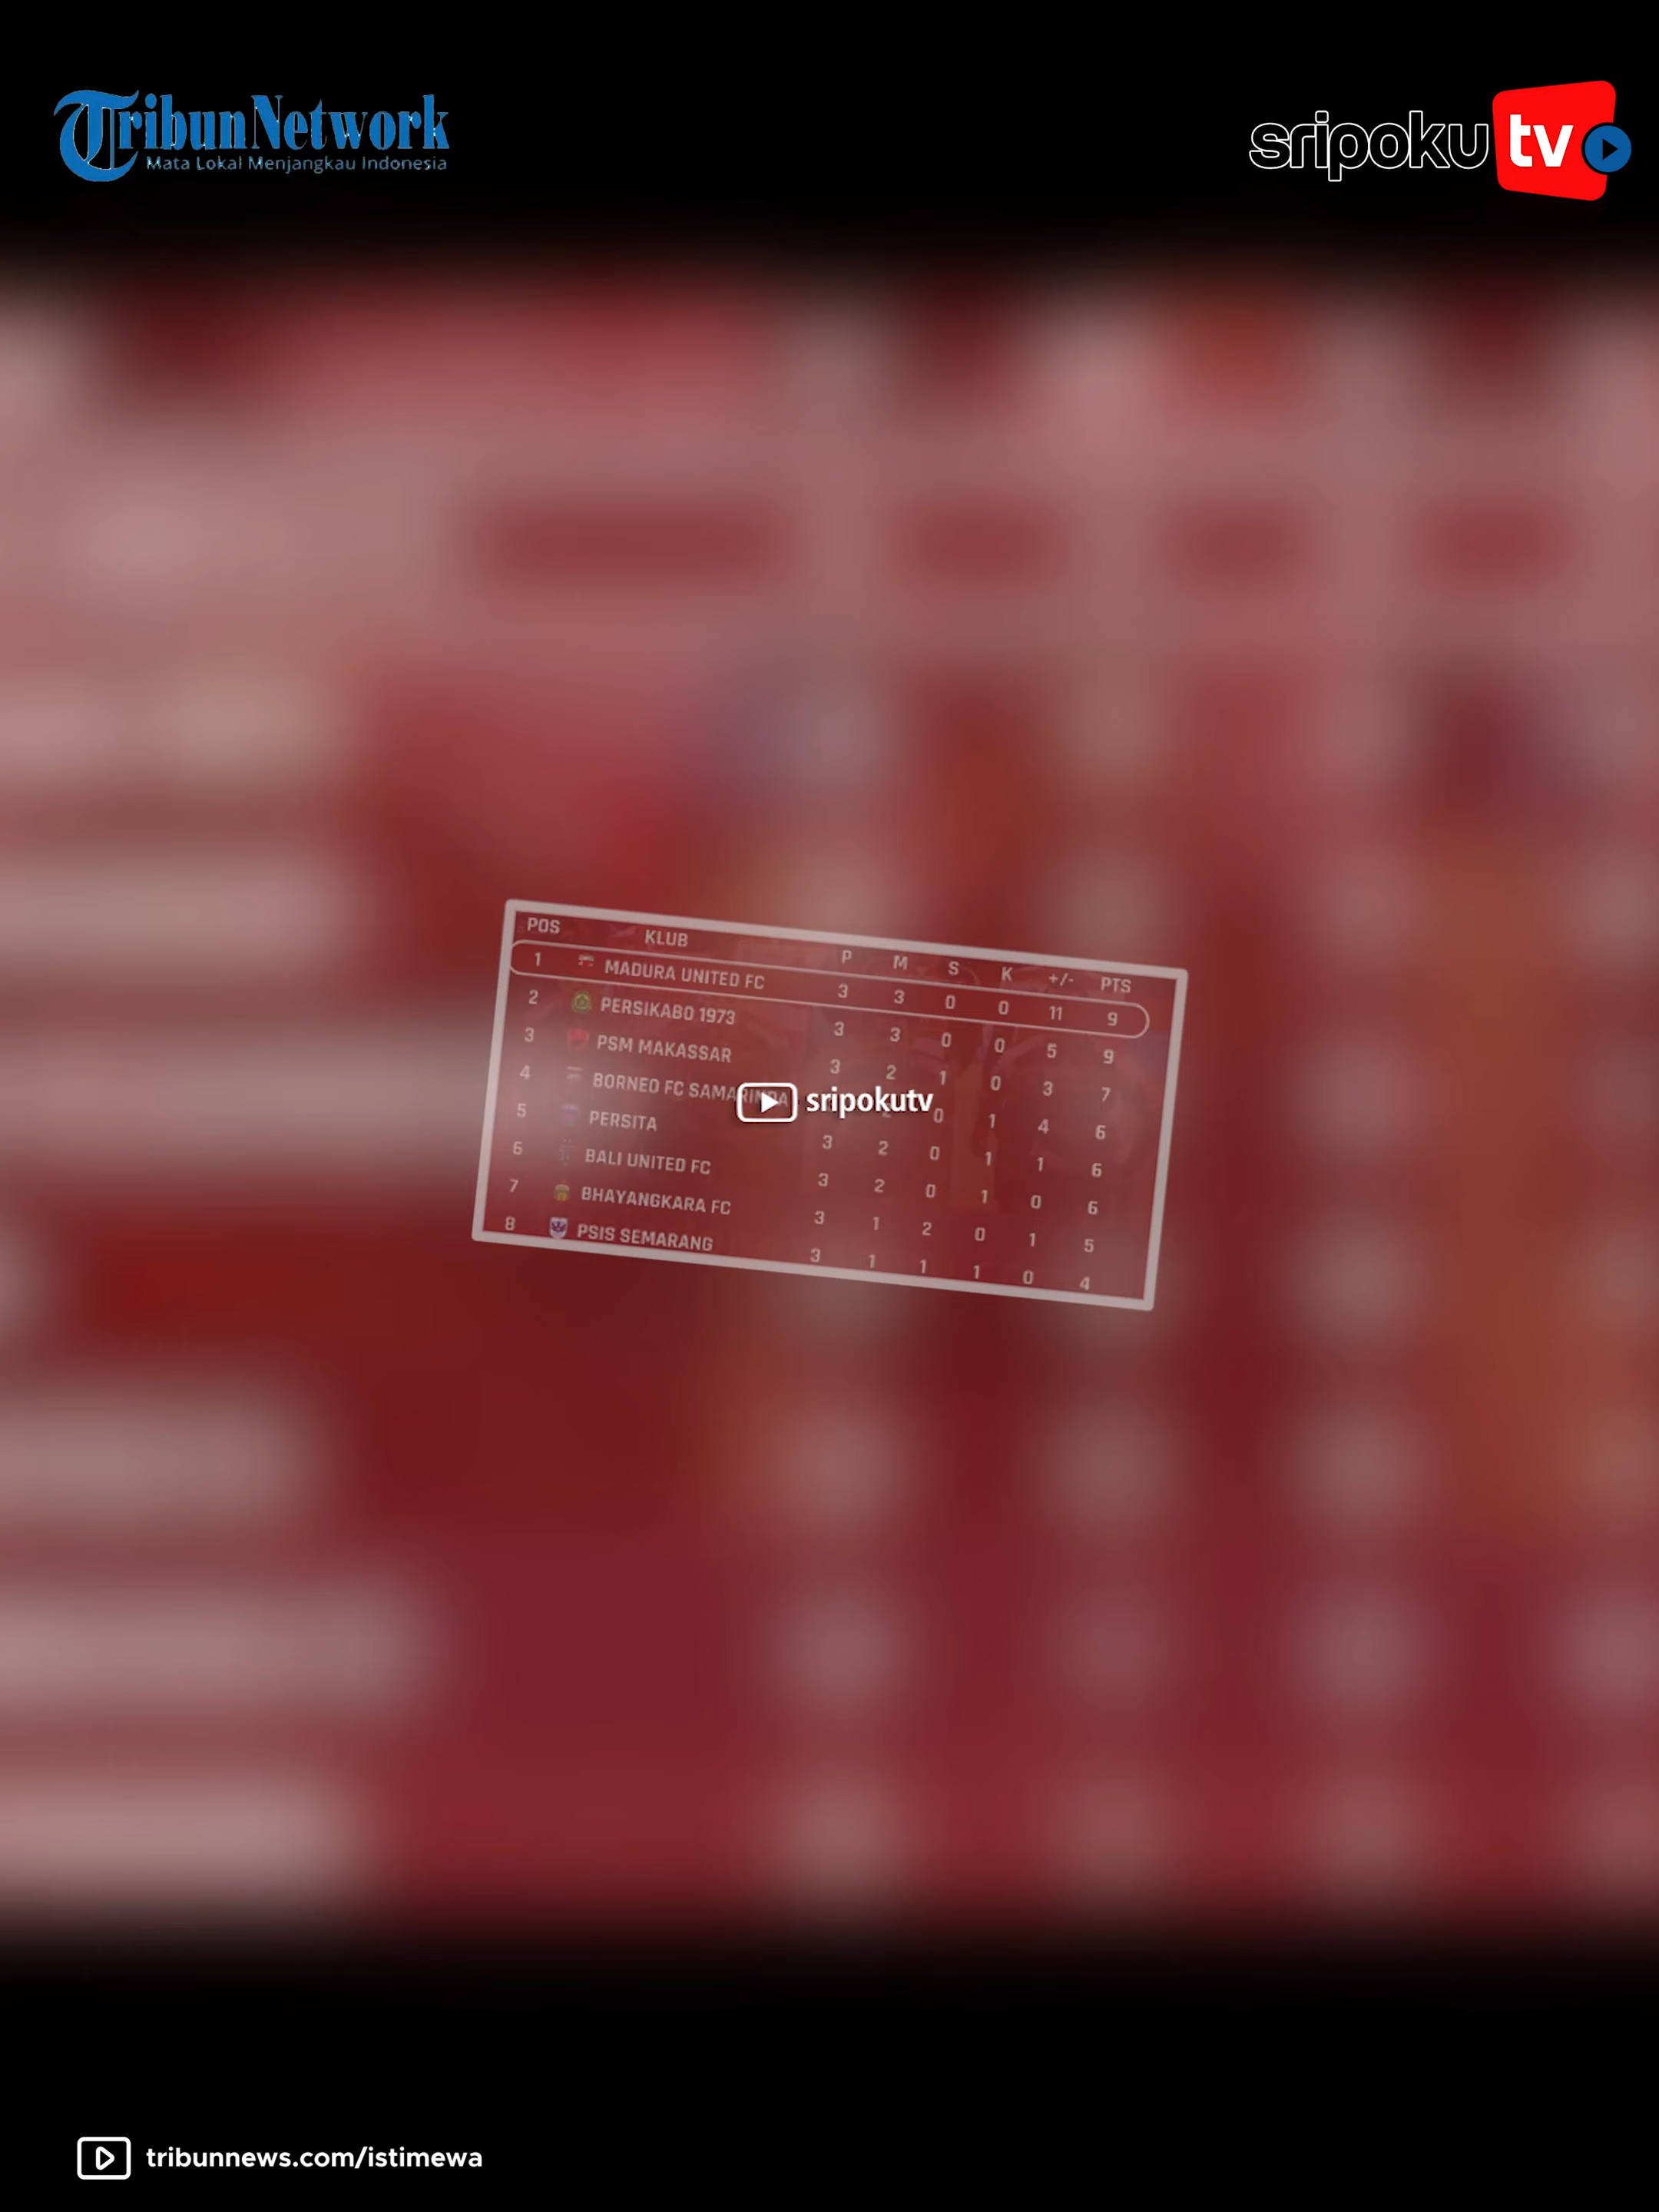 TribunNetwork
Mata Lokal Menjangkau Indonesia
sripoku tv
POS KLUB P M S K +/- PTS
1 MADURA UNITED FC 3 3 0 0 11 9
2 PERSIKABO 1973 3 3 0 0 5 9
3 PSM MAKASSAR 3 2 1 0 3 7
4 BORNEO FC SAMARINDA 2 0 1 4 6
sripokutv
5 PERSITA 3 2 0 1 1 6
6 BALI UNITED FC 3 2 0 1 0 6
7 BHAYANGKARA FC 3 1 2 0 1 5
8 PSIS SEMARANG 3 1 1 1 0 4
tribunnews.com/istimewa